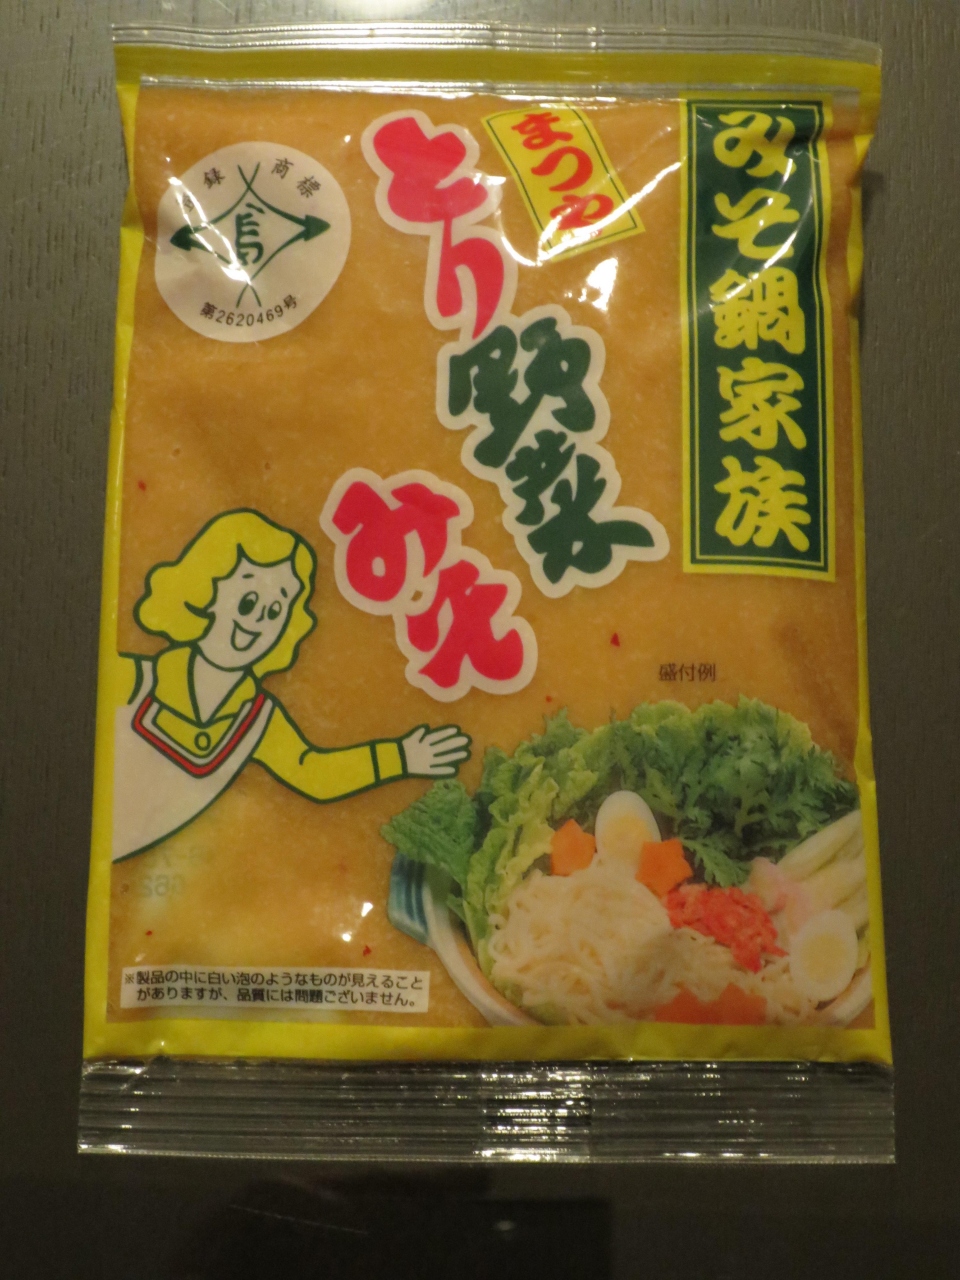 みそ鍋家族
まつや
とり野菜
みそ
登録商標
鳥
第2620469号
盛付例
※製品の中に白い泡のようなものが見えること
がありますが、品質には問題ございません。